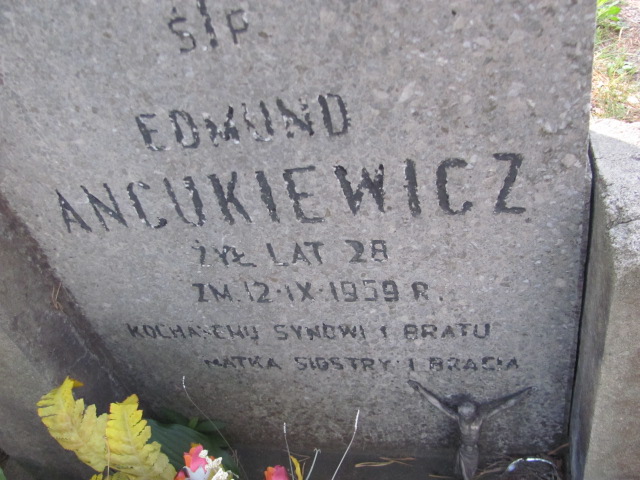 ŚP
EDMUND
ANCUKIEWICZ
ŻYŁ LAT 28
ZM. 12·IX·1959 R.
KOCHANEMU SYNOWI I BRATU
MATKA SIOSTRY I BRACIA